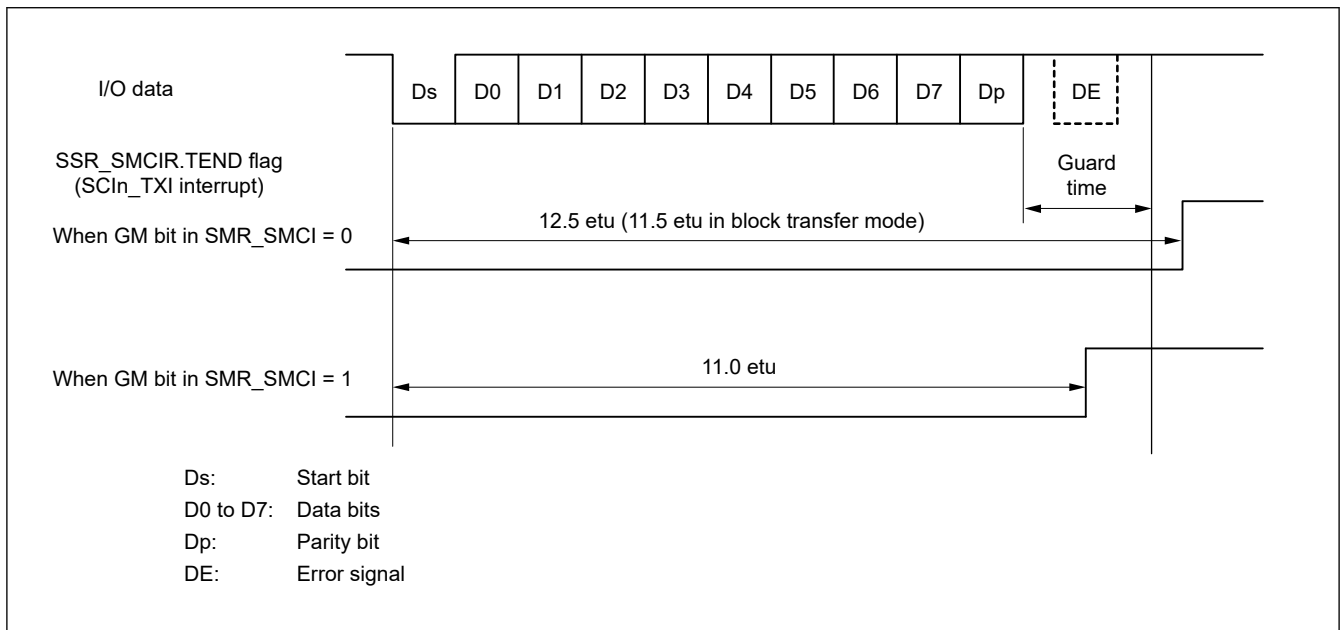 I/O data
Ds D0 D1 D2 D3 D4 D5 D6 D7 Dp DE
SSR_SMCIR.TEND flag
(SCIn_TXI interrupt)
Guard
time
When GM bit in SMR_SMCI = 0
12.5 etu (11.5 etu in block transfer mode)
When GM bit in SMR_SMCI = 1
11.0 etu
Ds: Start bit
D0 to D7: Data bits
Dp: Parity bit
DE: Error signal